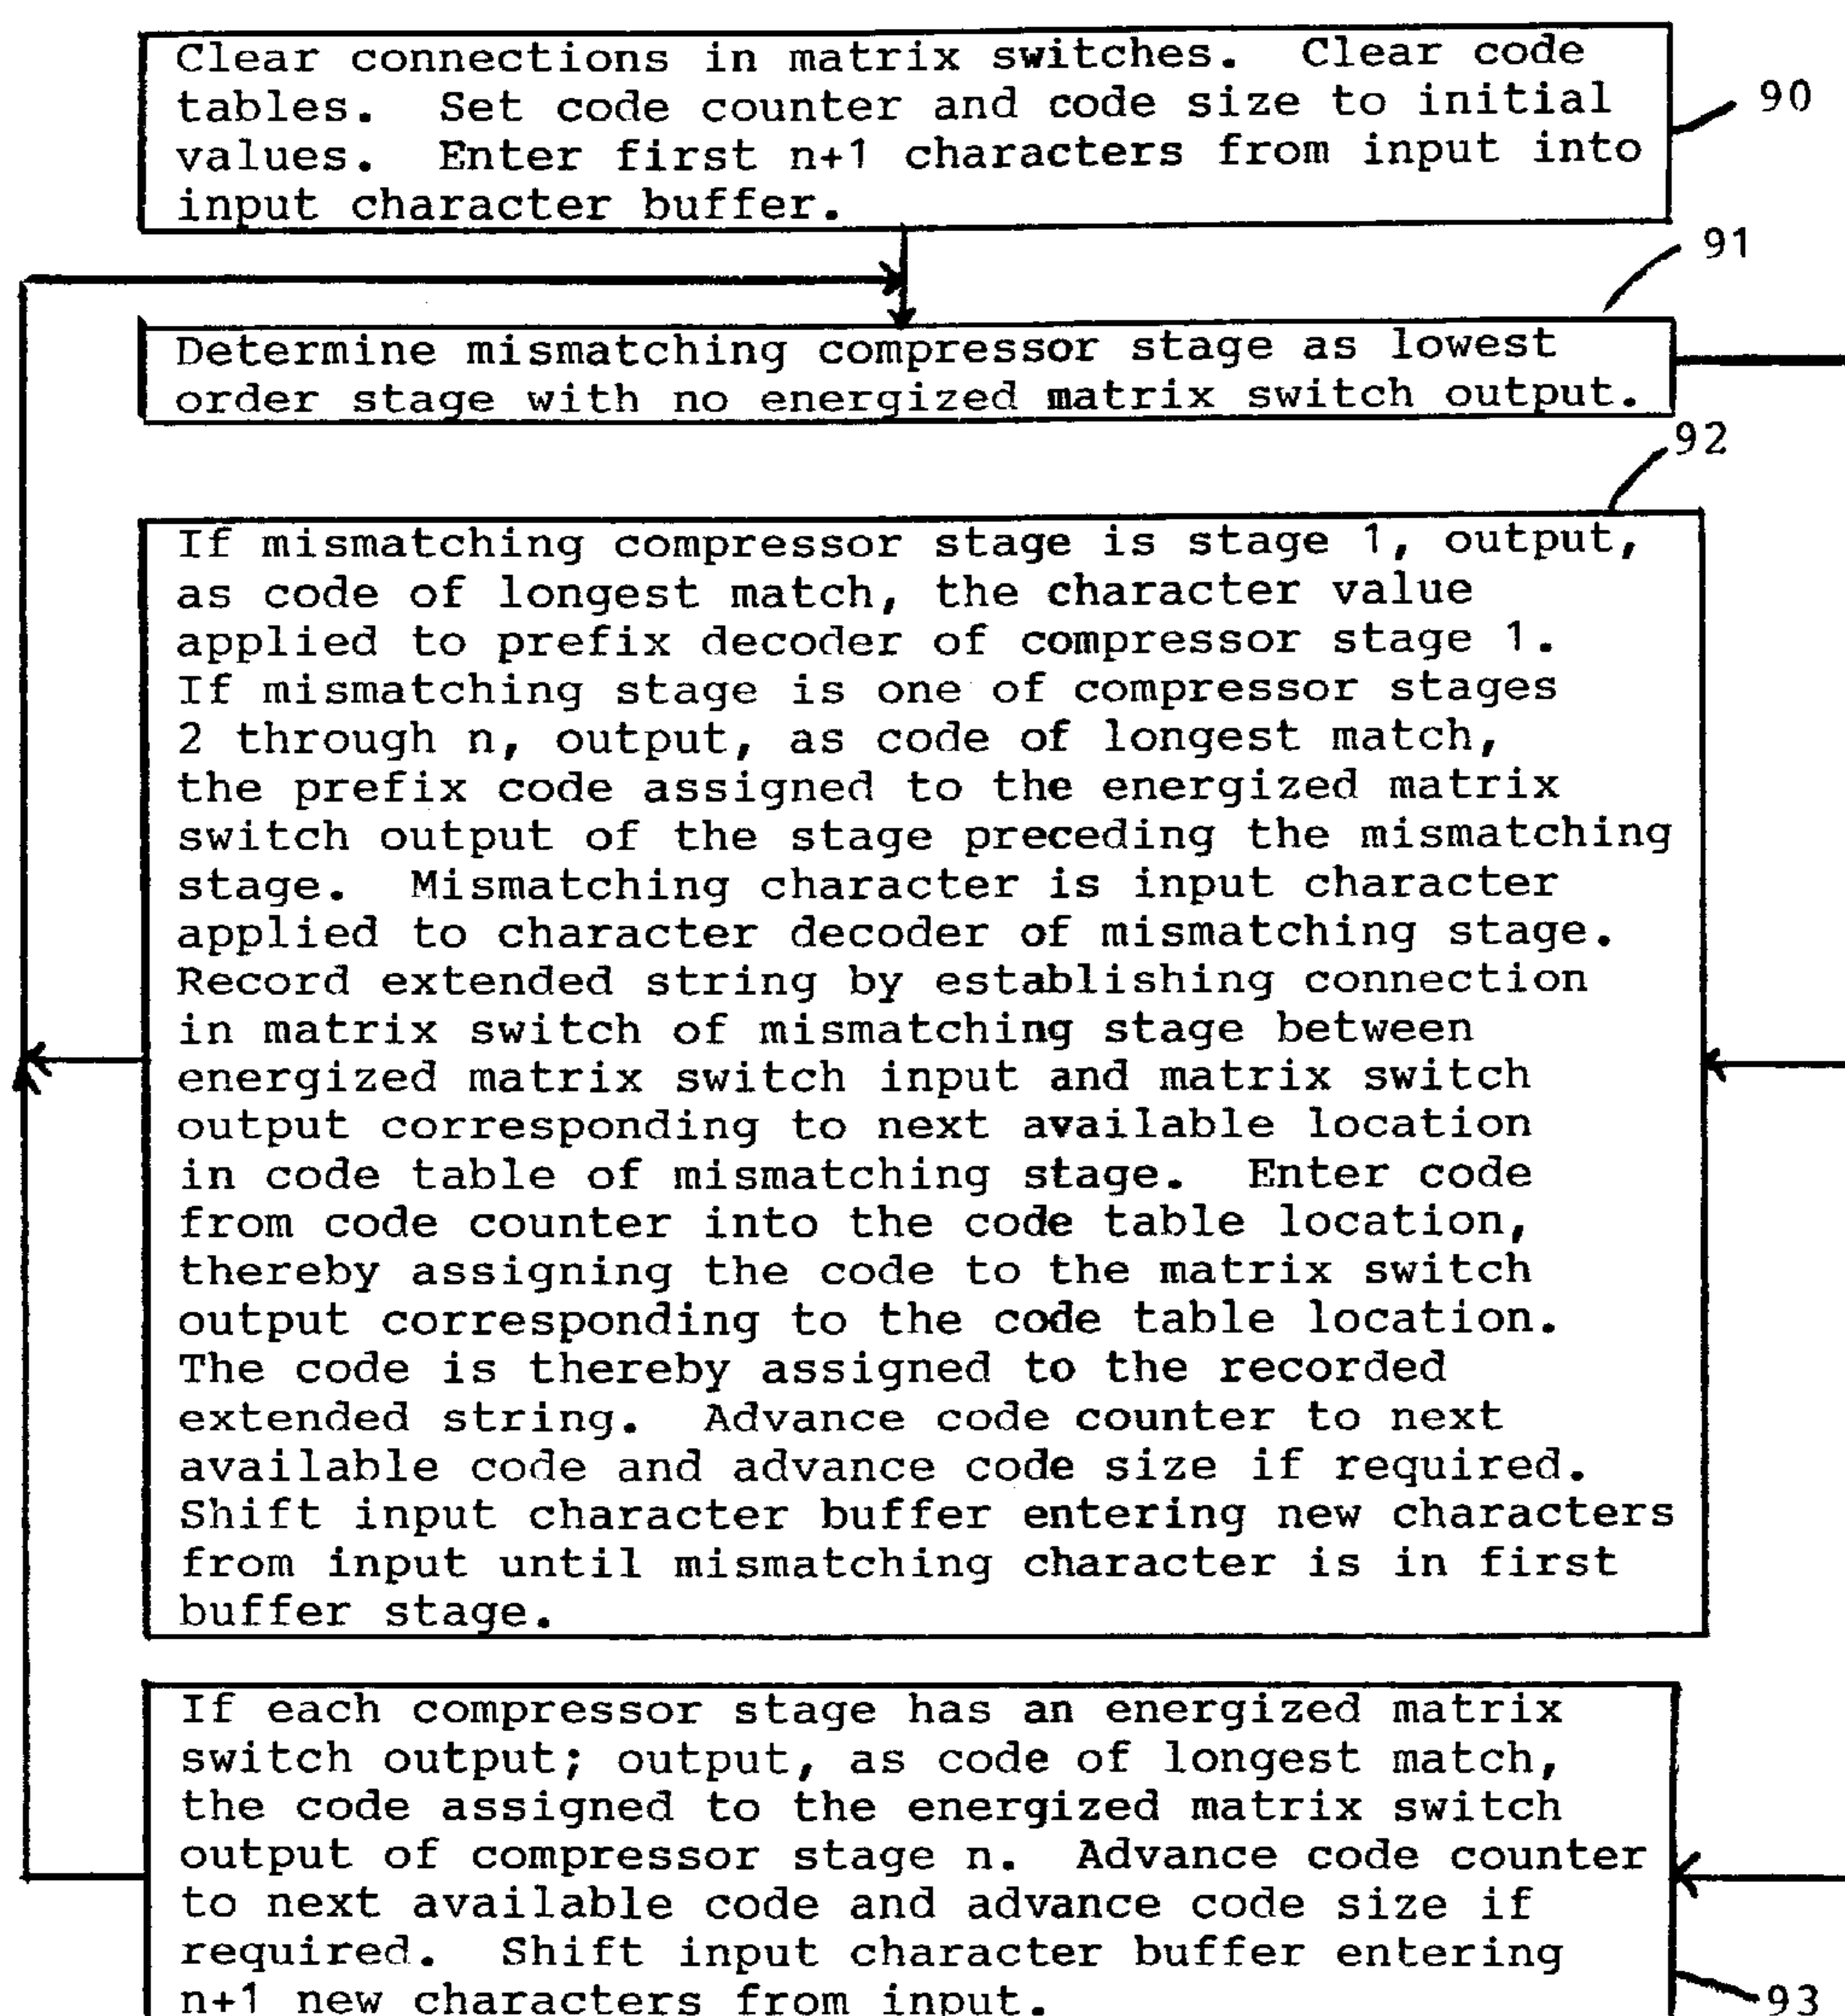 Clear connections in matrix switches. Clear code
tables. Set code counter and code size to initial
values. Enter first n+1 characters from input into
input character buffer.
90
91
Determine mismatching compressor stage as lowest
order stage with no energized matrix switch output.
92
If mismatching compressor stage is stage 1, output,
as code of longest match, the character value
applied to prefix decoder of compressor stage 1.
If mismatching stage is one of compressor stages
2 through n, output, as code of longest match,
the prefix code assigned to the energized matrix
switch output of the stage preceding the mismatching
stage. Mismatching character is input character
applied to character decoder of mismatching stage.
Record extended string by establishing connection
in matrix switch of mismatching stage between
energized matrix switch input and matrix switch
output corresponding to next available location
in code table of mismatching stage. Enter code
from code counter into the code table location,
thereby assigning the code to the matrix switch
output corresponding to the code table location.
The code is thereby assigned to the recorded
extended string. Advance code counter to next
available code and advance code size if required.
Shift input character buffer entering new characters
from input until mismatching character is in first
buffer stage.
If each compressor stage has an energized matrix
switch output; output, as code of longest match,
the code assigned to the energized matrix switch
output of compressor stage n. Advance code counter
to next available code and advance code size if
required. Shift input character buffer entering
n+1 new characters from input.
93